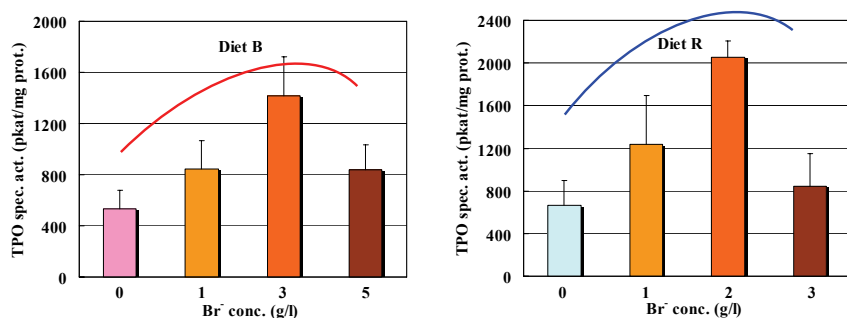 Diet B
TPO spec. act. (pkat/mg prot.)
2000
1600
1200
800
400
0
0 1 3 5
Br⁻ conc. (g/l)
Diet R
TPO spec. act. (pkat/mg prot.)
2400
2000
1600
1200
800
400
0
0 1 2 3
Br⁻ conc. (g/l)